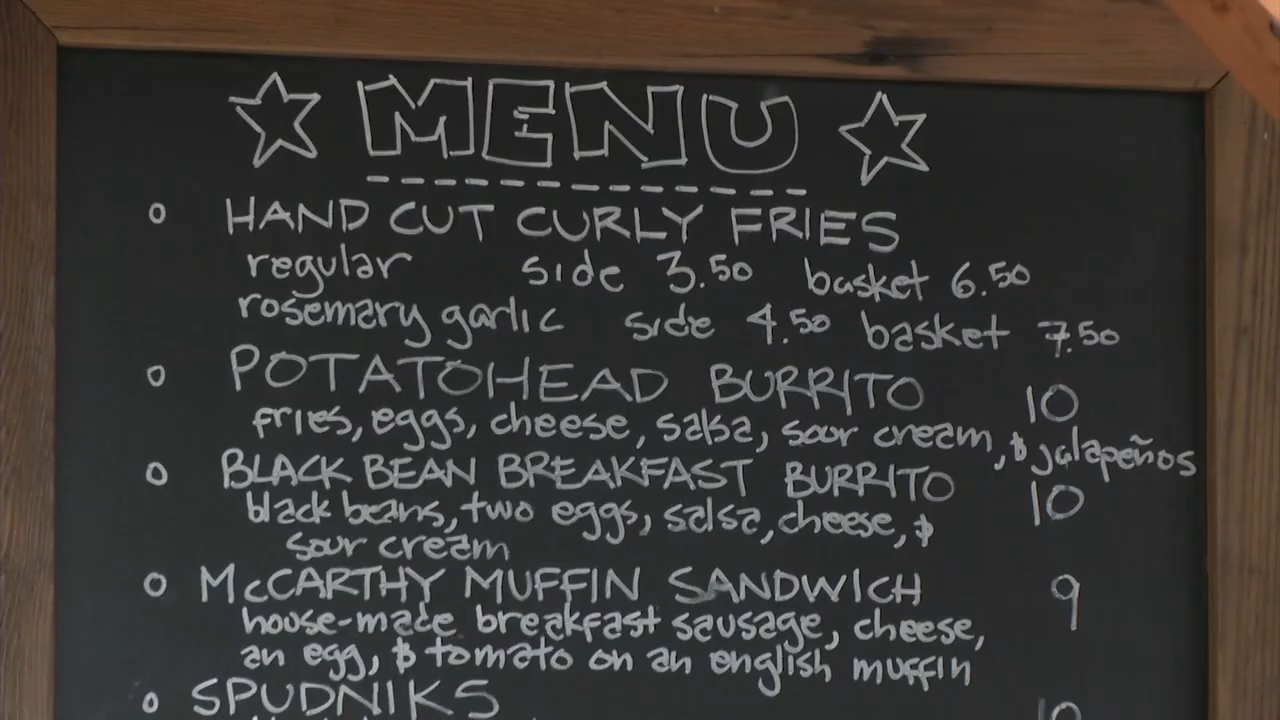 MENU
HAND CUT CURLY FRIES
regular side 3.50 basket 6.50
rosemary garlic side 4.50 basket 7.50
POTATOHEAD BURRITO 10
fries, eggs, cheese, salsa, sour cream, & jalapeños
BLACK BEAN BREAKFAST BURRITO 10
black beans, two eggs, salsa, cheese, &
sour cream
McCARTHY MUFFIN SANDWICH 9
house-made breakfast sausage, cheese,
an egg, & tomato on an english muffin
SPUDNIKS 10